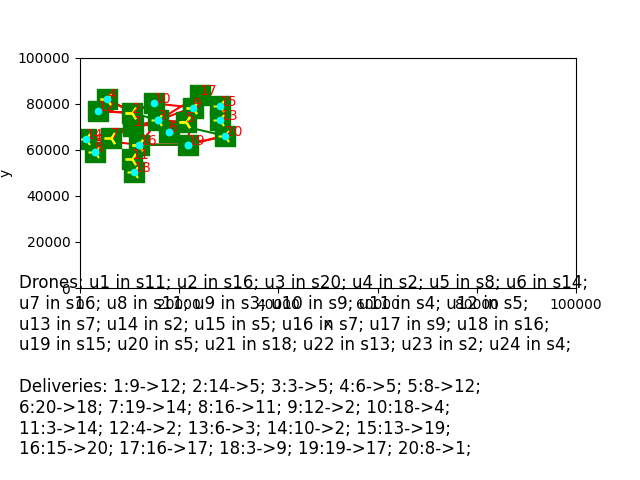 100000
80000
60000
40000
20000
0
y
0 20000 40000 60000 80000 100000
x
17
10
15
13
20
19
Drones: u1 in s11; u2 in s16; u3 in s20; u4 in s2; u5 in s8; u6 in s14;
u7 in s16; u8 in s11; u9 in s3; u10 in s9; u11 in s4; u12 in s5;
u13 in s7; u14 in s2; u15 in s5; u16 in s7; u17 in s9; u18 in s16;
u19 in s15; u20 in s5; u21 in s18; u22 in s13; u23 in s2; u24 in s4;
Deliveries: 1:9->12; 2:14->5; 3:3->5; 4:6->5; 5:8->12;
6:20->18; 7:19->14; 8:16->11; 9:12->2; 10:18->4;
11:3->14; 12:4->2; 13:6->3; 14:10->2; 15:13->19;
16:15->20; 17:16->17; 18:3->9; 19:19->17; 20:8->1;